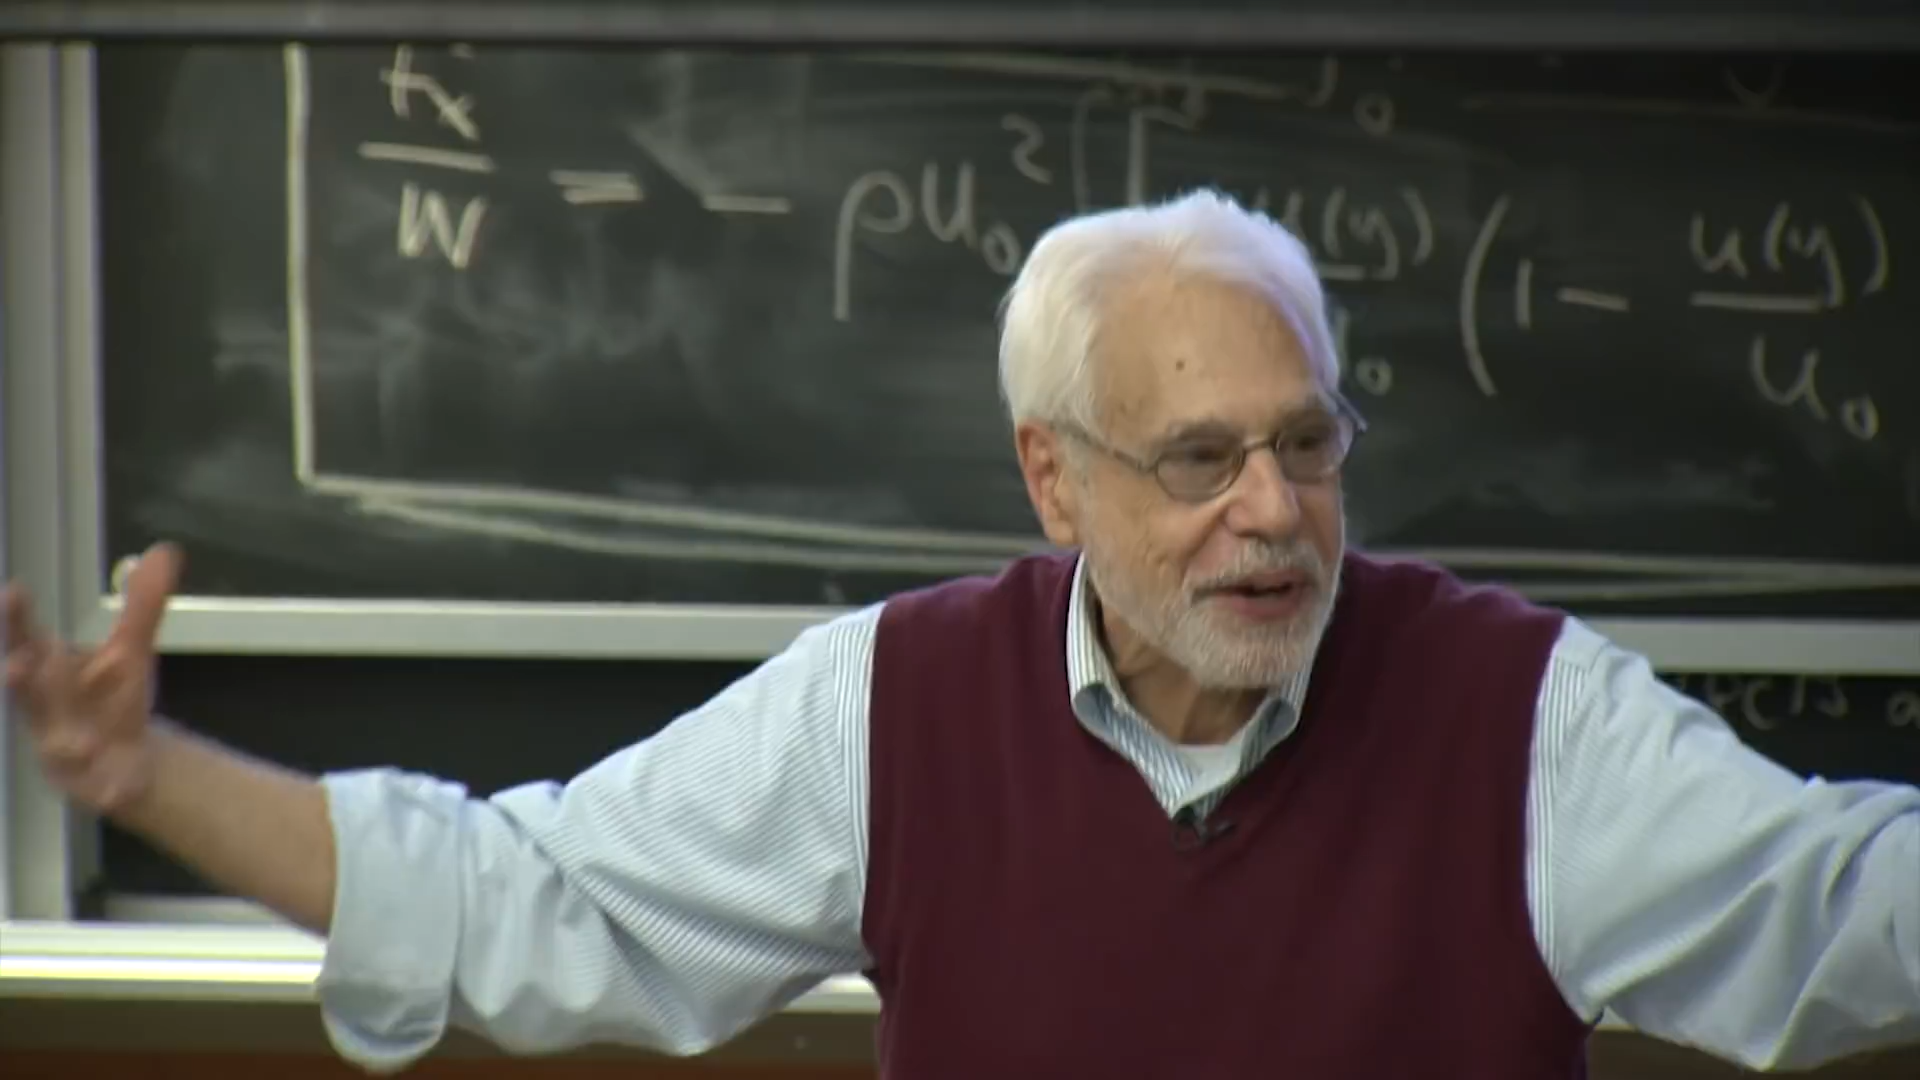 Fx/W = - ρu₀² [ u(y)/u₀ (1 - u(y)/u₀